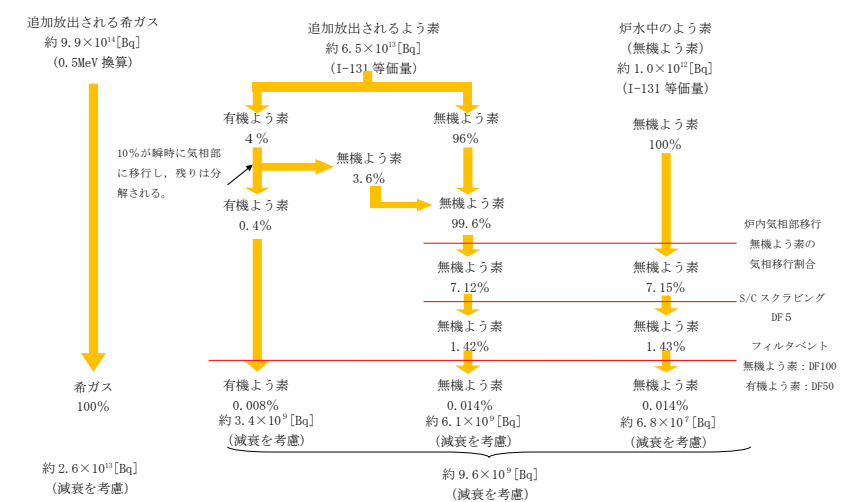 追加放出される希ガス
約 9.9×10¹⁴[Bq]
(0.5MeV 換算)
追加放出されるよう素
約 6.5×10¹³[Bq]
(I-131 等価量)
炉水中のよう素
(無機よう素)
約 1.0×10¹²[Bq]
(I-131 等価量)
有機よう素
4%
無機よう素
96%
無機よう素
100%
10%が瞬時に気相部
に移行し，残りは分
解される。
無機よう素
3.6%
有機よう素
0.4%
無機よう素
99.6%
炉内気相部移行
無機よう素の
気相移行割合
無機よう素
7.12%
無機よう素
7.15%
S/C スクラビング
DF５
無機よう素
1.42%
無機よう素
1.43%
フィルタベント
無機よう素：DF100
有機よう素：DF50
希ガス
100%
有機よう素
0.008%
約 3.4×10⁹[Bq]
(減衰を考慮)
無機よう素
0.014%
約 6.1×10⁹[Bq]
(減衰を考慮)
無機よう素
0.014%
約 6.8×10⁷[Bq]
(減衰を考慮)
約 2.6×10¹³[Bq]
(減衰を考慮)
約 9.6×10⁹[Bq]
(減衰を考慮)